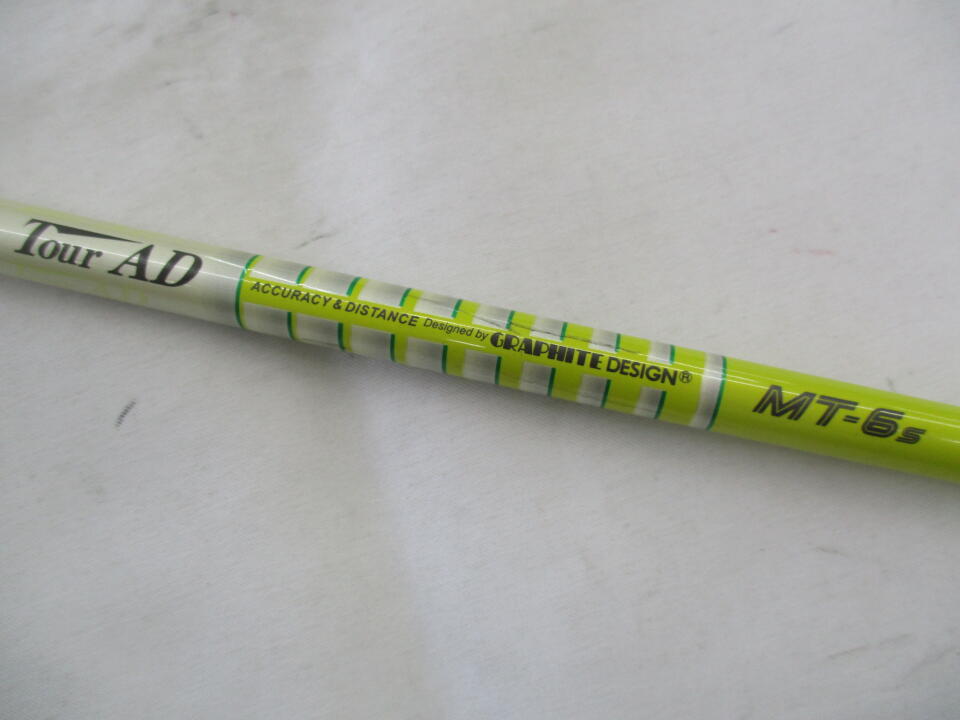 Tour AD
ACCURACY & DISTANCE Designed by GRAPHITE DESIGN®
MT-6s